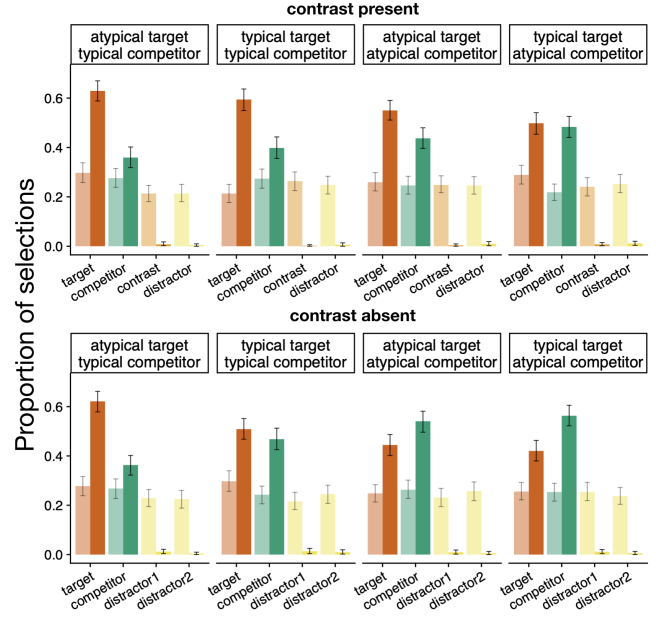 contrast present
atypical target
typical competitor
typical target
typical competitor
atypical target
atypical competitor
typical target
atypical competitor
Proportion of selections
0.6
0.4
0.2
0.0
target
competitor
contrast
distractor
target
competitor
contrast
distractor
target
competitor
contrast
distractor
target
competitor
contrast
distractor
contrast absent
atypical target
typical competitor
typical target
typical competitor
atypical target
atypical competitor
typical target
atypical competitor
0.6
0.4
0.2
0.0
target
competitor
distractor1
distractor2
target
competitor
distractor1
distractor2
target
competitor
distractor1
distractor2
target
competitor
distractor1
distractor2